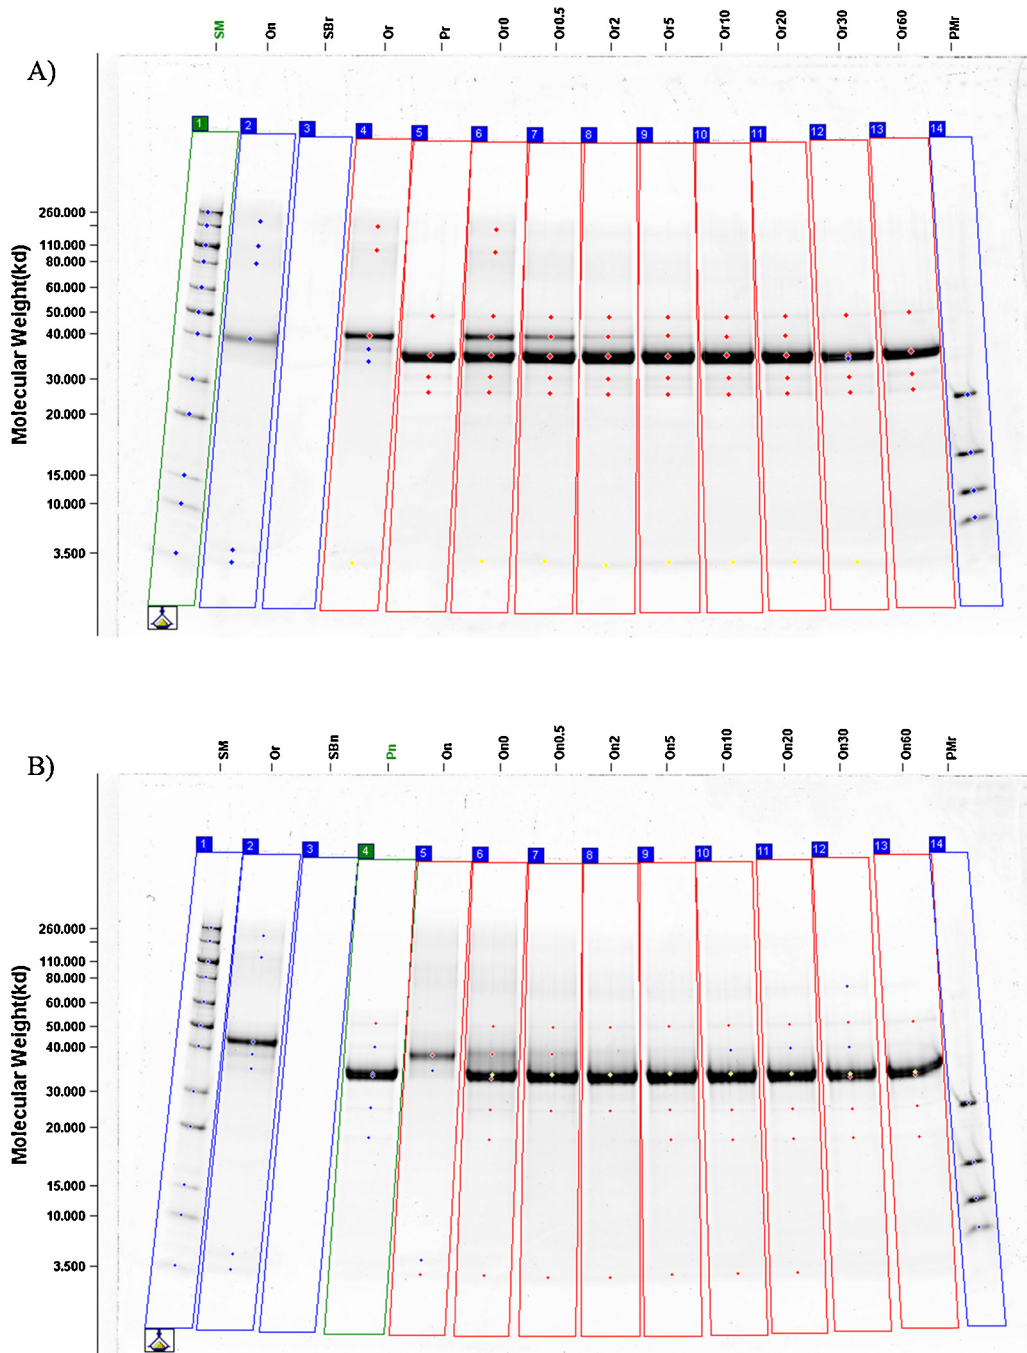 SM On SBr Or Pr Or0 Or0.5 Or2 Or5 Or10 Or20 Or30 Or60 PMr
A)
1 2 3 4 5 6 7 8 9 10 11 12 13 14
Molecular Weight(kd)
260.000
110.000
80.000
60.000
50.000
40.000
30.000
20.000
15.000
10.000
3.500
SM Or SBn Pn On On0 On0.5 On2 On5 On10 On20 On30 On60 PMr
B)
1 2 3 4 5 6 7 8 9 10 11 12 13 14
Molecular Weight(kd)
260.000
110.000
80.000
60.000
50.000
40.000
30.000
20.000
15.000
10.000
3.500